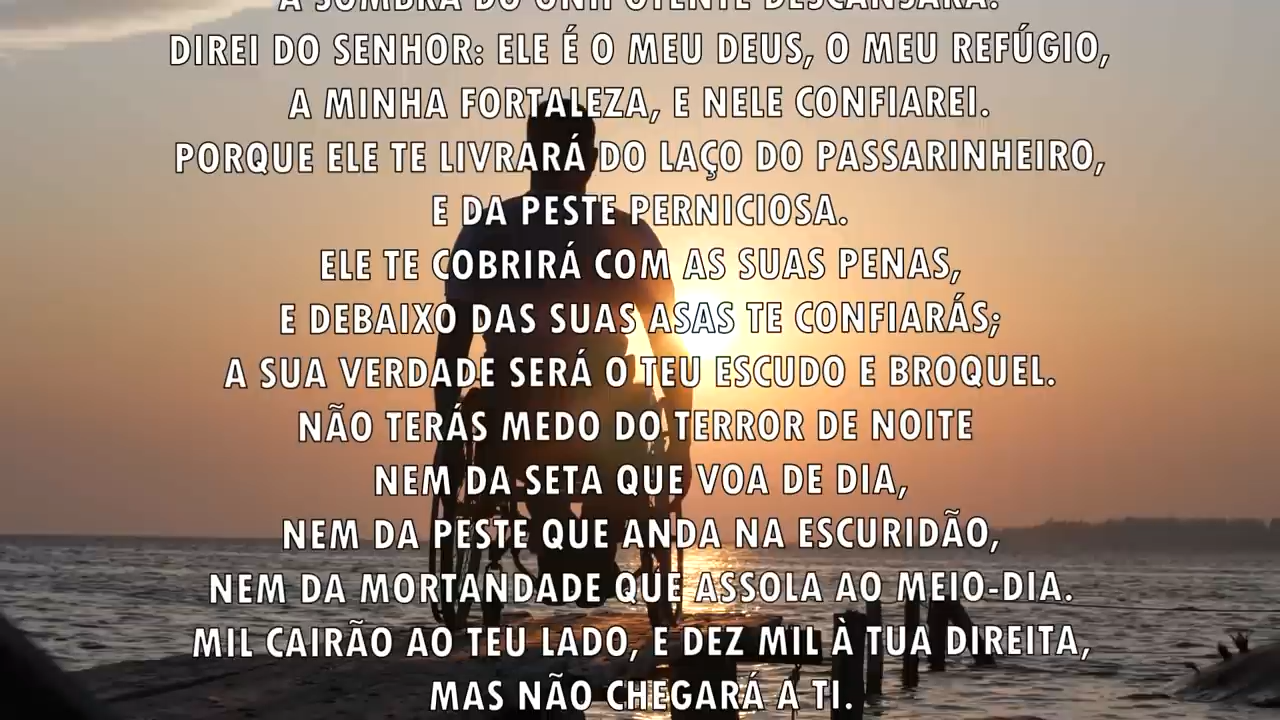 À SOMBRA DO ONIPOTENTE DESCANSARÁ.
DIREI DO SENHOR: ELE É O MEU DEUS, O MEU REFÚGIO,
A MINHA FORTALEZA, E NELE CONFIAREI.
PORQUE ELE TE LIVRARÁ DO LAÇO DO PASSARINHEIRO,
E DA PESTE PERNICIOSA.
ELE TE COBRIRÁ COM AS SUAS PENAS,
E DEBAIXO DAS SUAS ASAS TE CONFIARÁS;
A SUA VERDADE SERÁ O TEU ESCUDO E BROQUEL.
NÃO TERÁS MEDO DO TERROR DE NOITE
NEM DA SETA QUE VOA DE DIA,
NEM DA PESTE QUE ANDA NA ESCURIDÃO,
NEM DA MORTANDADE QUE ASSOLA AO MEIO-DIA.
MIL CAIRÃO AO TEU LADO, E DEZ MIL À TUA DIREITA,
MAS NÃO CHEGARÁ A TI.